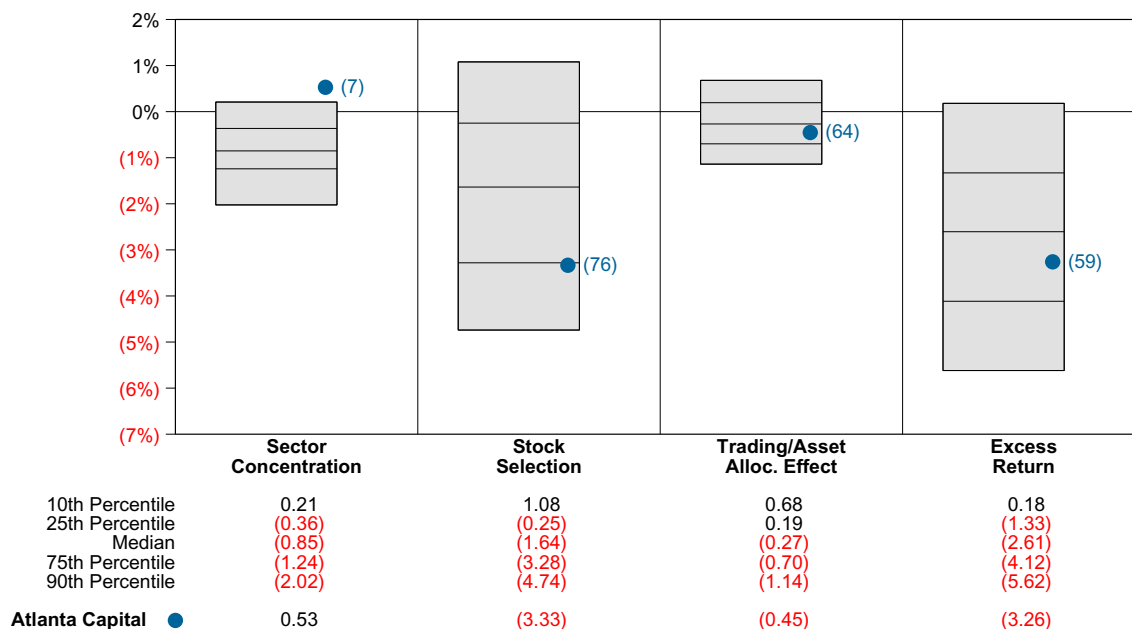 2%
1%
0%
(1%)
(2%)
(3%)
(4%)
(5%)
(6%)
(7%)
(7)
(76)
(64)
(59)
Sector Concentration
Stock Selection
Trading/Asset Alloc. Effect
Excess Return
10th Percentile 0.21 1.08 0.68 0.18
25th Percentile (0.36) (0.25) 0.19 (1.33)
Median (0.85) (1.64) (0.27) (2.61)
75th Percentile (1.24) (3.28) (0.70) (4.12)
90th Percentile (2.02) (4.74) (1.14) (5.62)
Atlanta Capital 0.53 (3.33) (0.45) (3.26)